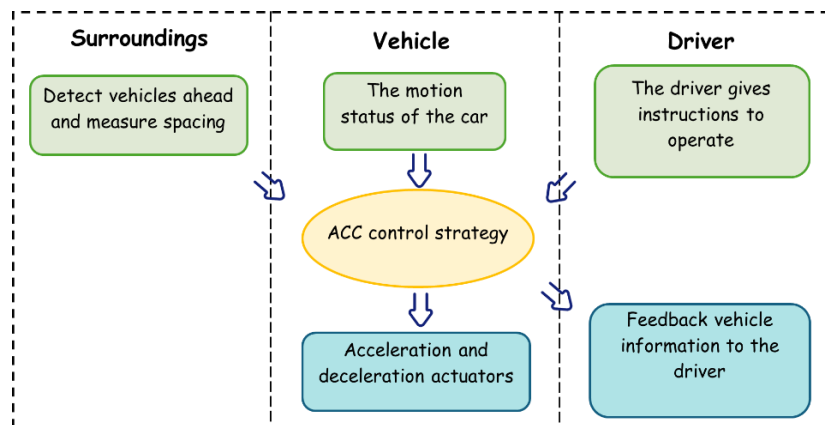 Surroundings
Vehicle
Driver
Detect vehicles ahead
and measure spacing
The motion
status of the car
The driver gives
instructions to
operate
ACC control strategy
Acceleration and
deceleration actuators
Feedback vehicle
information to the
driver